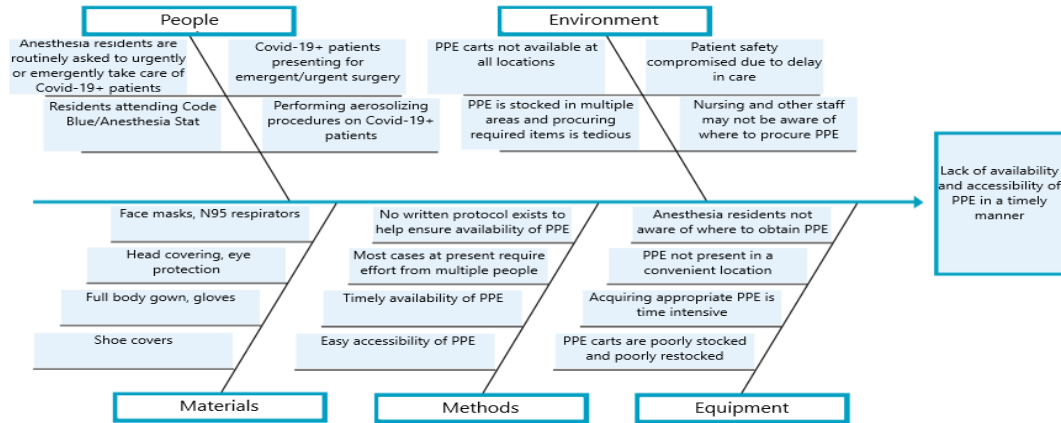 People
Environment
Anesthesia residents are
routinely asked to urgently
or emergently take care of
Covid-19+ patients
Covid-19+ patients
presenting for
emergent/urgent surgery
PPE carts not available at
all locations
Patient safety
compromised due to delay
in care
Residents attending Code
Blue/Anesthesia Stat
Performing aerosolizing
procedures on Covid-19+
patients
PPE is stocked in multiple
areas and procuring
required items is tedious
Nursing and other staff
may not be aware of
where to procure PPE
Lack of availability
and accessibility of
PPE in a timely
manner
Face masks, N95 respirators
No written protocol exists to
help ensure availability of PPE
Anesthesia residents not
aware of where to obtain PPE
Head covering, eye
protection
Most cases at present require
effort from multiple people
PPE not present in a
convenient location
Full body gown, gloves
Timely availability of PPE
Acquiring appropriate PPE is
time intensive
Shoe covers
Easy accessibility of PPE
PPE carts are poorly stocked
and poorly restocked
Materials
Methods
Equipment